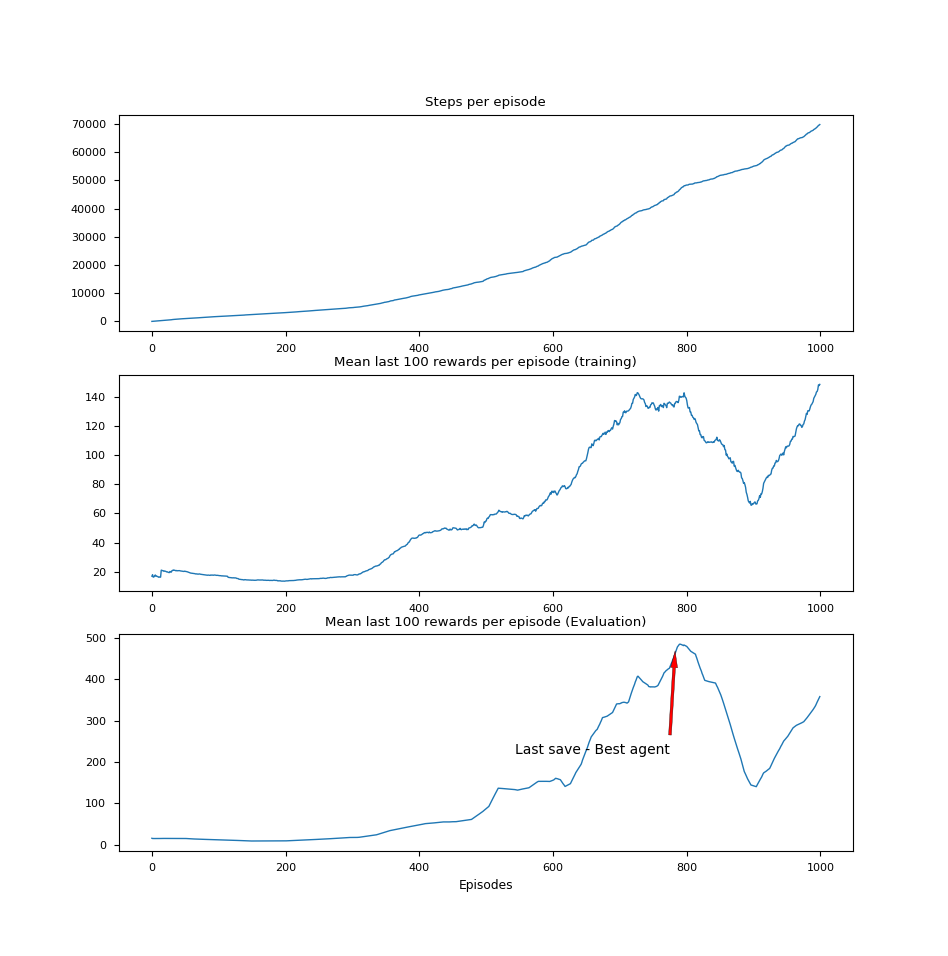 Steps per episode
70000
60000
50000
40000
30000
20000
10000
0
0 200 400 600 800 1000
Mean last 100 rewards per episode (training)
140
120
100
80
60
40
20
0 200 400 600 800 1000
Mean last 100 rewards per episode (Evaluation)
500
400
300
200
100
0
Last save - Best agent
0 200 400 600 800 1000
Episodes